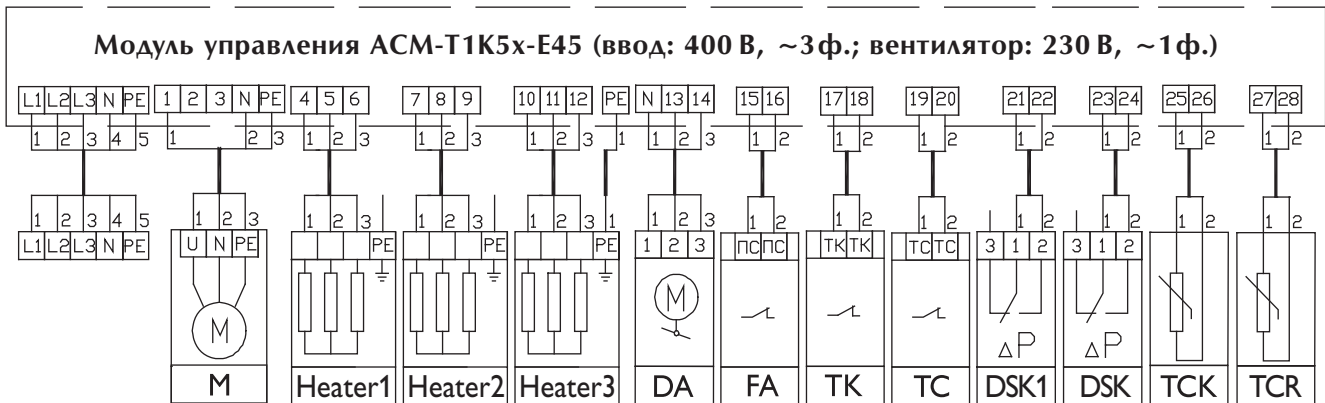 Модуль управления ACM-T1K5x-E45 (ввод: 400 В, ~3ф.; вентилятор: 230 В, ~1ф.)
L1 L2 L3 N PE 1 2 3 N PE 4 5 6 7 8 9 10 11 12 PE N 13 14 15 16 17 18 19 20 21 22 23 24 25 26 27 28
1 2 3 4 5 1 2 3 1 2 3 1 2 3 1 2 3 1 1 2 3 1 2 1 2 1 2 1 2 1 2 1 2 1 2
1 2 3 4 5 1 2 3 1 2 3 1 2 3 1 2 3 1 1 2 3 1 2 1 2 1 2 1 2 1 2 1 2 1 2
L1 L2 L3 N PE U N PE PE PE PE 1 2 3 ПС ПС ТК ТК ТС ТС 3 1 2 3 1 2
M M
ΔP ΔP
M Heater1 Heater2 Heater3 DA FA TK TC DSK1 DSK TCK TCR